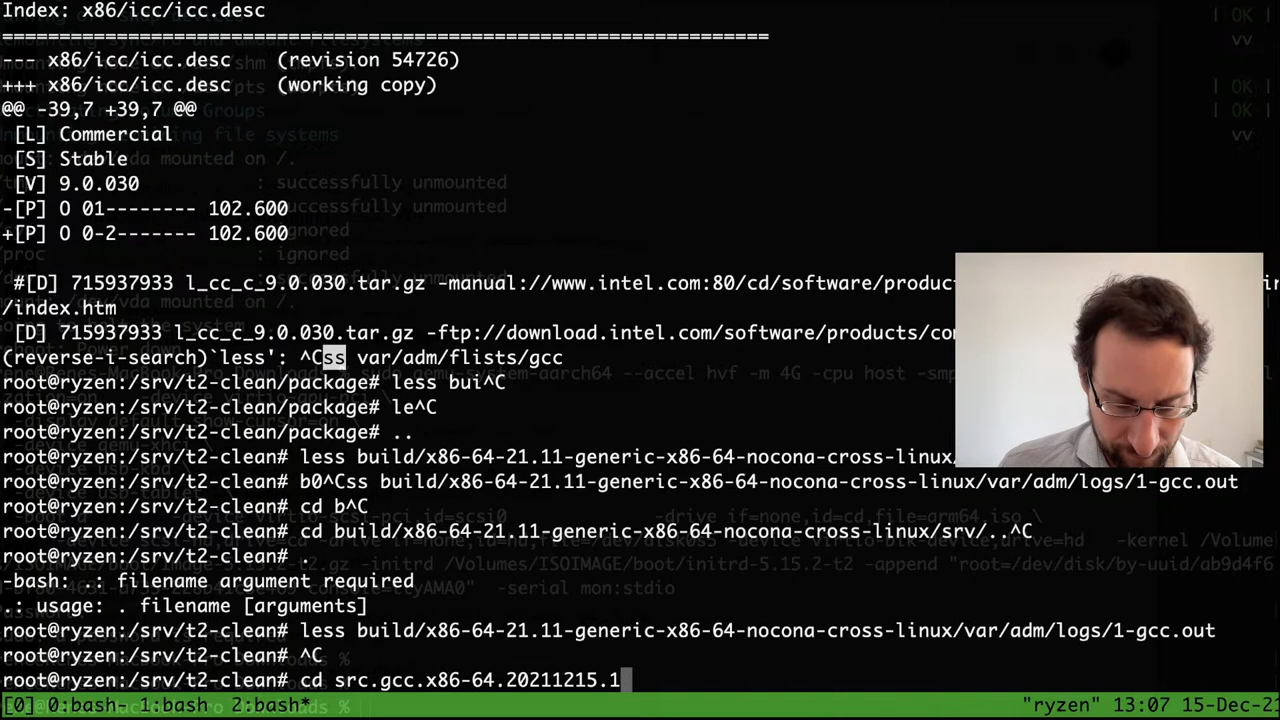 Index: x86/icc/icc.desc
===================================================================
--- x86/icc/icc.desc    (revision 54726)
+++ x86/icc/icc.desc    (working copy)
@@ -39,7 +39,7 @@
 [L] Commercial
 [S] Stable
 [V] 9.0.030
-[P] O 01-------- 102.600
+[P] O 0-2------- 102.600
 #[D] 715937933 l_cc_c_9.0.030.tar.gz -manual://www.intel.com:80/cd/software/produc
/index.htm
 [D] 715937933 l_cc_c_9.0.030.tar.gz -ftp://download.intel.com/software/products/co
(reverse-i-search)`less': ^Css var/adm/flists/gcc
root@ryzen:/srv/t2-clean/package# less bui^C
root@ryzen:/srv/t2-clean/package# le^C
root@ryzen:/srv/t2-clean/package# ..
root@ryzen:/srv/t2-clean# less build/x86-64-21.11-generic-x86-64-nocona-cross-linux/
root@ryzen:/srv/t2-clean# b0^Css build/x86-64-21.11-generic-x86-64-nocona-cross-linux/var/adm/logs/1-gcc.out
root@ryzen:/srv/t2-clean# cd b^C
root@ryzen:/srv/t2-clean# cd build/x86-64-21.11-generic-x86-64-nocona-cross-linux/srv/..^C
root@ryzen:/srv/t2-clean# .
-bash: .: filename argument required
.: usage: . filename [arguments]
root@ryzen:/srv/t2-clean# less build/x86-64-21.11-generic-x86-64-nocona-cross-linux/var/adm/logs/1-gcc.out
root@ryzen:/srv/t2-clean# ^C
root@ryzen:/srv/t2-clean# cd src.gcc.x86-64.20211215.1
[0] 0:bash- 1:bash  2:bash*
"ryzen" 13:07 15-Dec-21